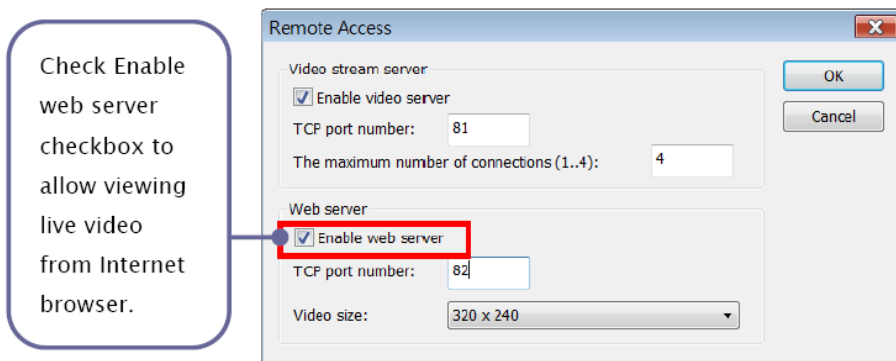 Check Enable
web server
checkbox to
allow viewing
live video
from Internet
browser.
Remote Access
Video stream server
Enable video server
TCP port number: 81
The maximum number of connections (1..4): 4
Web server
Enable web server
TCP port number: 82
Video size: 320 x 240
OK
Cancel